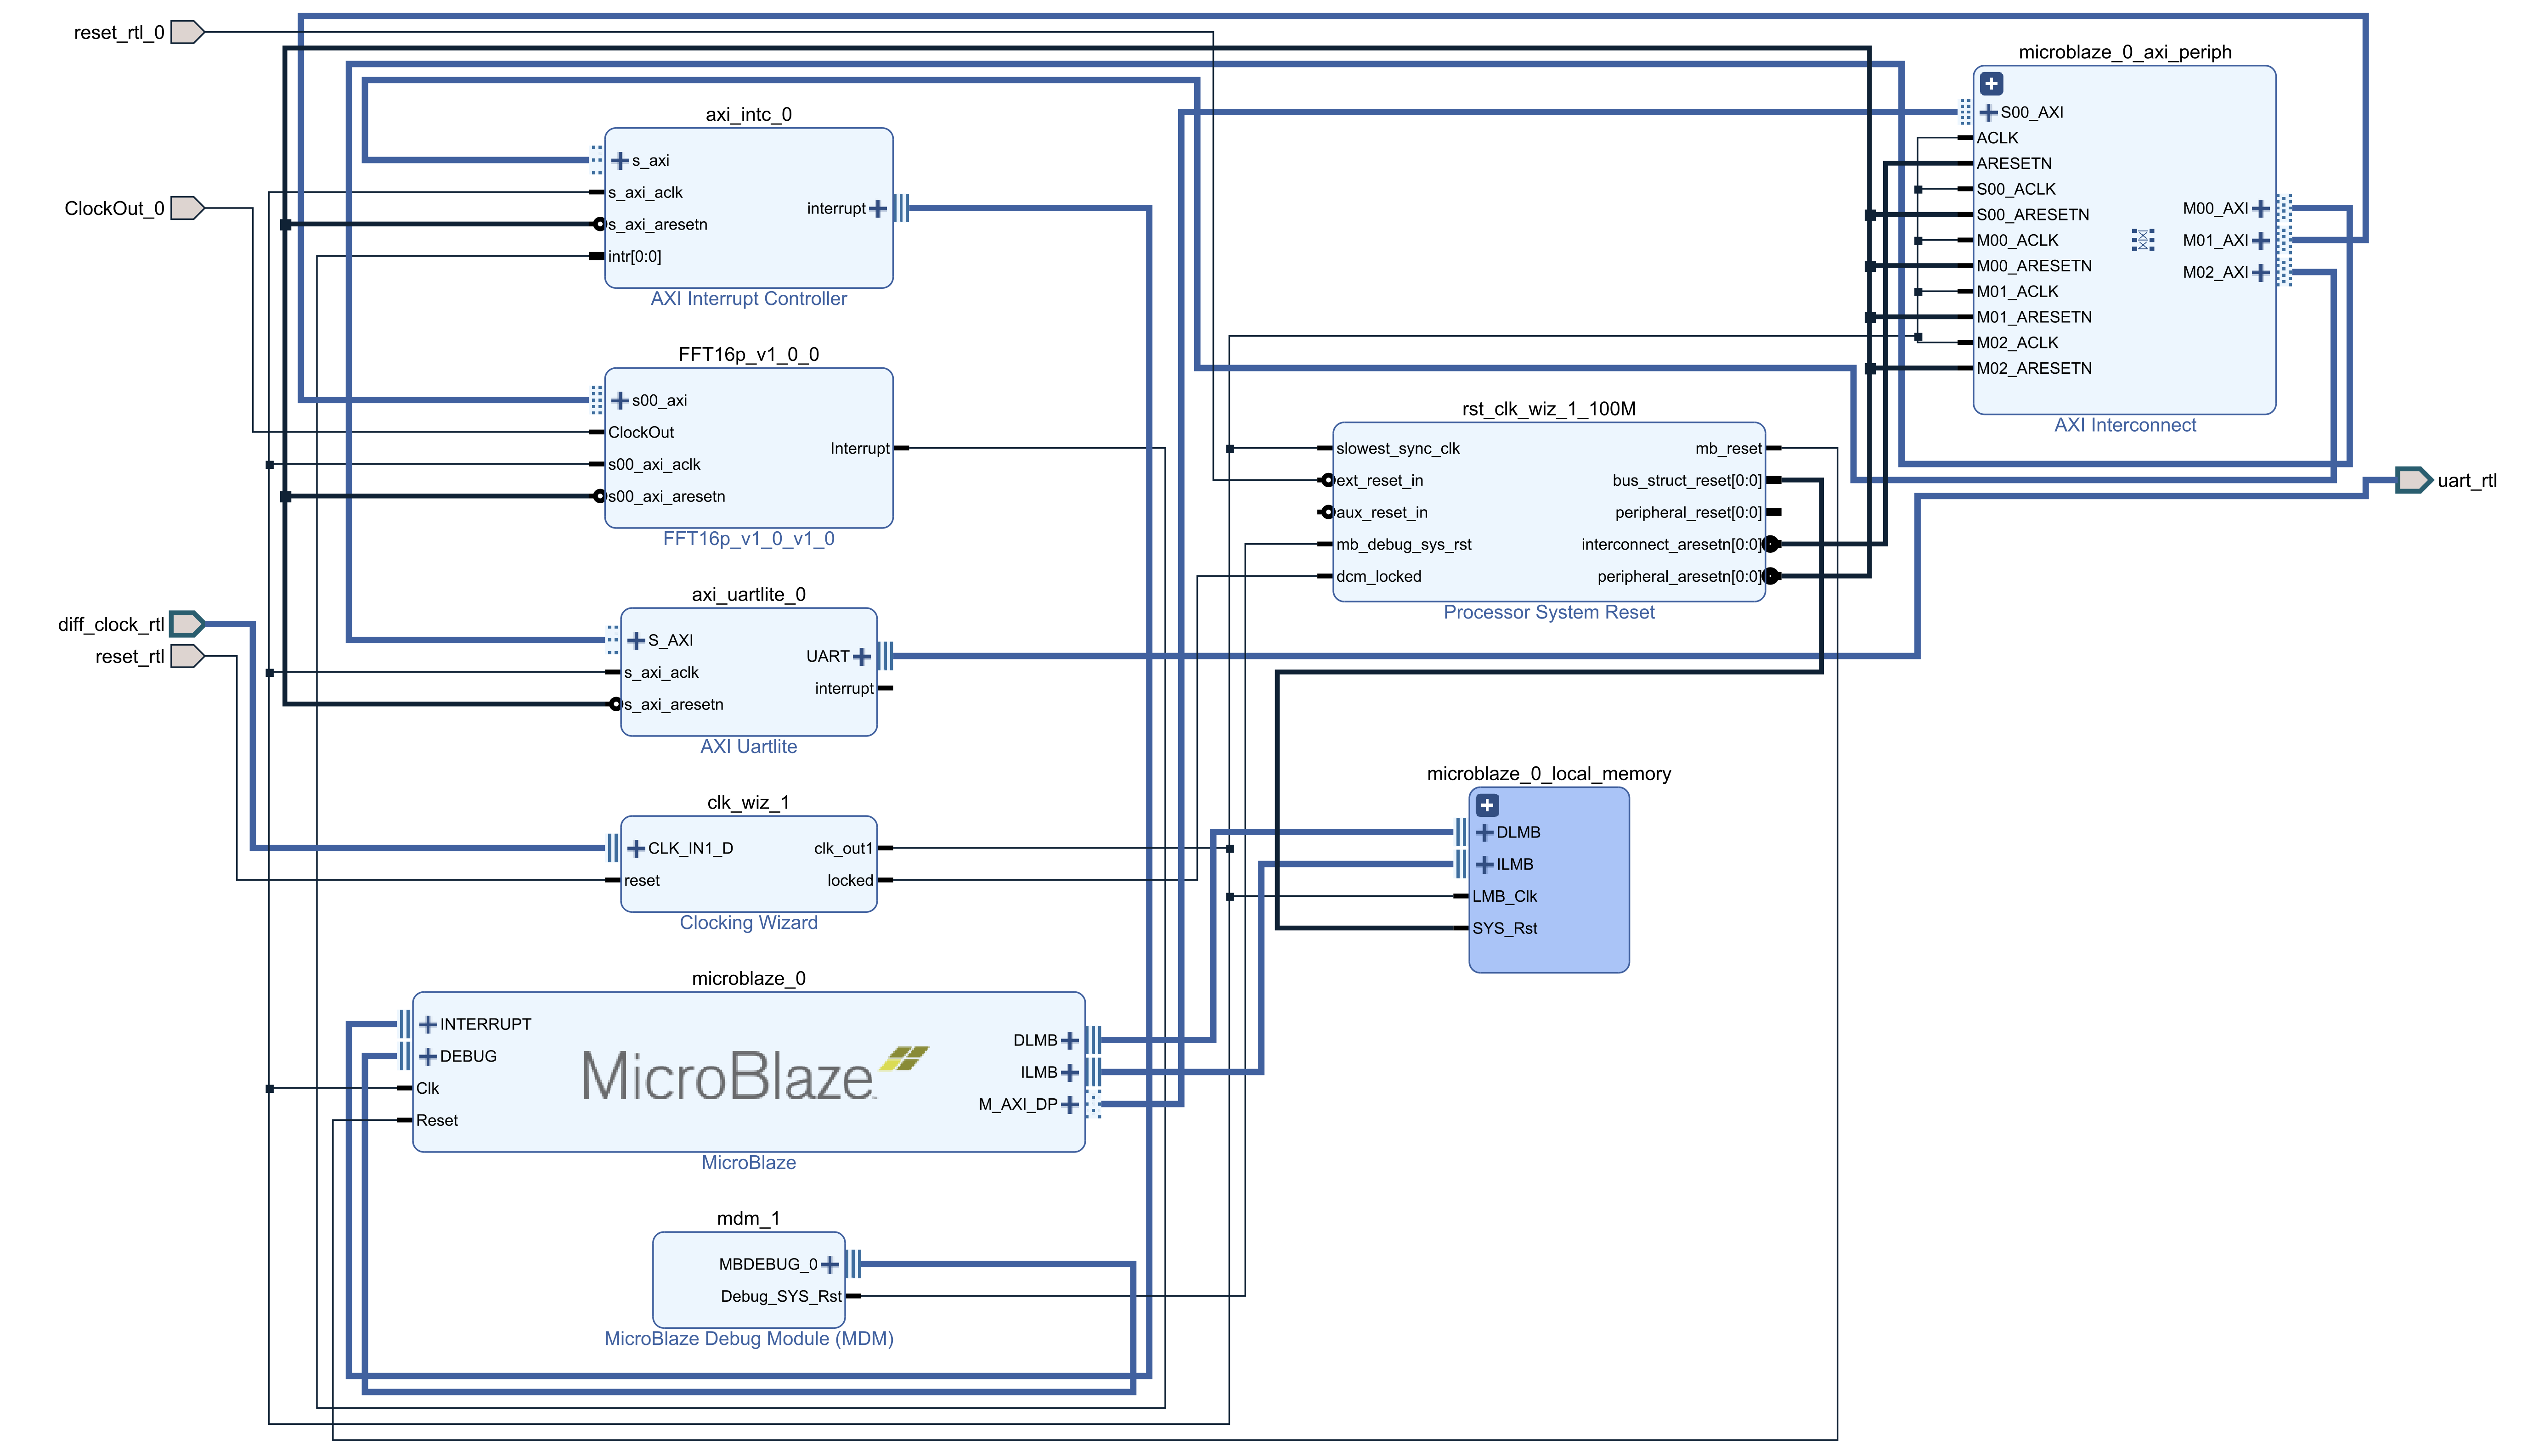 reset_rtl_0
ClockOut_0
diff_clock_rtl
reset_rtl
axi_intc_0
s_axi
s_axi_aclk
s_axi_aresetn
intr[0:0]
interrupt
AXI Interrupt Controller
FFT16p_v1_0_0
s00_axi
ClockOut
s00_axi_aclk
s00_axi_aresetn
Interrupt
FFT16p_v1_0_v1_0
axi_uartlite_0
S_AXI
s_axi_aclk
s_axi_aresetn
UART
interrupt
AXI Uartlite
clk_wiz_1
CLK_IN1_D
reset
clk_out1
locked
Clocking Wizard
microblaze_0
INTERRUPT
DEBUG
Clk
Reset
MicroBlaze
DLMB
ILMB
M_AXI_DP
MicroBlaze
mdm_1
MBDEBUG_0
Debug_SYS_Rst
MicroBlaze Debug Module (MDM)
rst_clk_wiz_1_100M
slowest_sync_clk
ext_reset_in
aux_reset_in
mb_debug_sys_rst
dcm_locked
mb_reset
bus_struct_reset[0:0]
peripheral_reset[0:0]
interconnect_aresetn[0:0]
peripheral_aresetn[0:0]
Processor System Reset
microblaze_0_local_memory
DLMB
ILMB
LMB_Clk
SYS_Rst
microblaze_0_axi_periph
S00_AXI
ACLK
ARESETN
S00_ACLK
S00_ARESETN
M00_ACLK
M00_ARESETN
M01_ACLK
M01_ARESETN
M02_ACLK
M02_ARESETN
M00_AXI
M01_AXI
M02_AXI
AXI Interconnect
uart_rtl